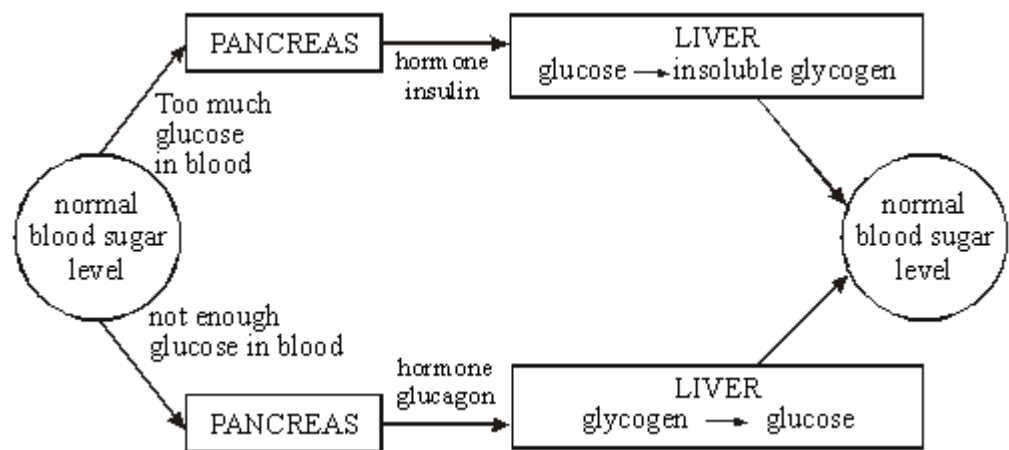 PANCREAS
hormone
insulin
LIVER
glucose → insoluble glycogen
Too much
glucose
in blood
normal
blood sugar
level
normal
blood sugar
level
not enough
glucose in blood
PANCREAS
hormone
glucagon
LIVER
glycogen → glucose